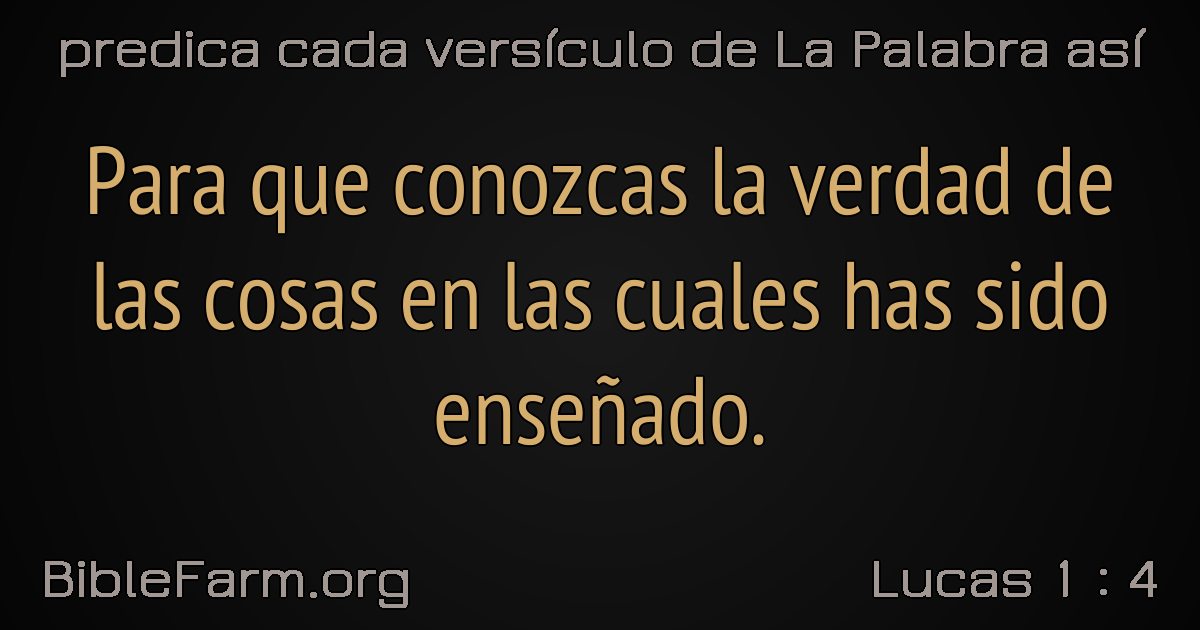 predica cada versículo de La Palabra así
Para que conozcas la verdad de
las cosas en las cuales has sido
enseñado.
BibleFarm.org
Lucas 1 : 4